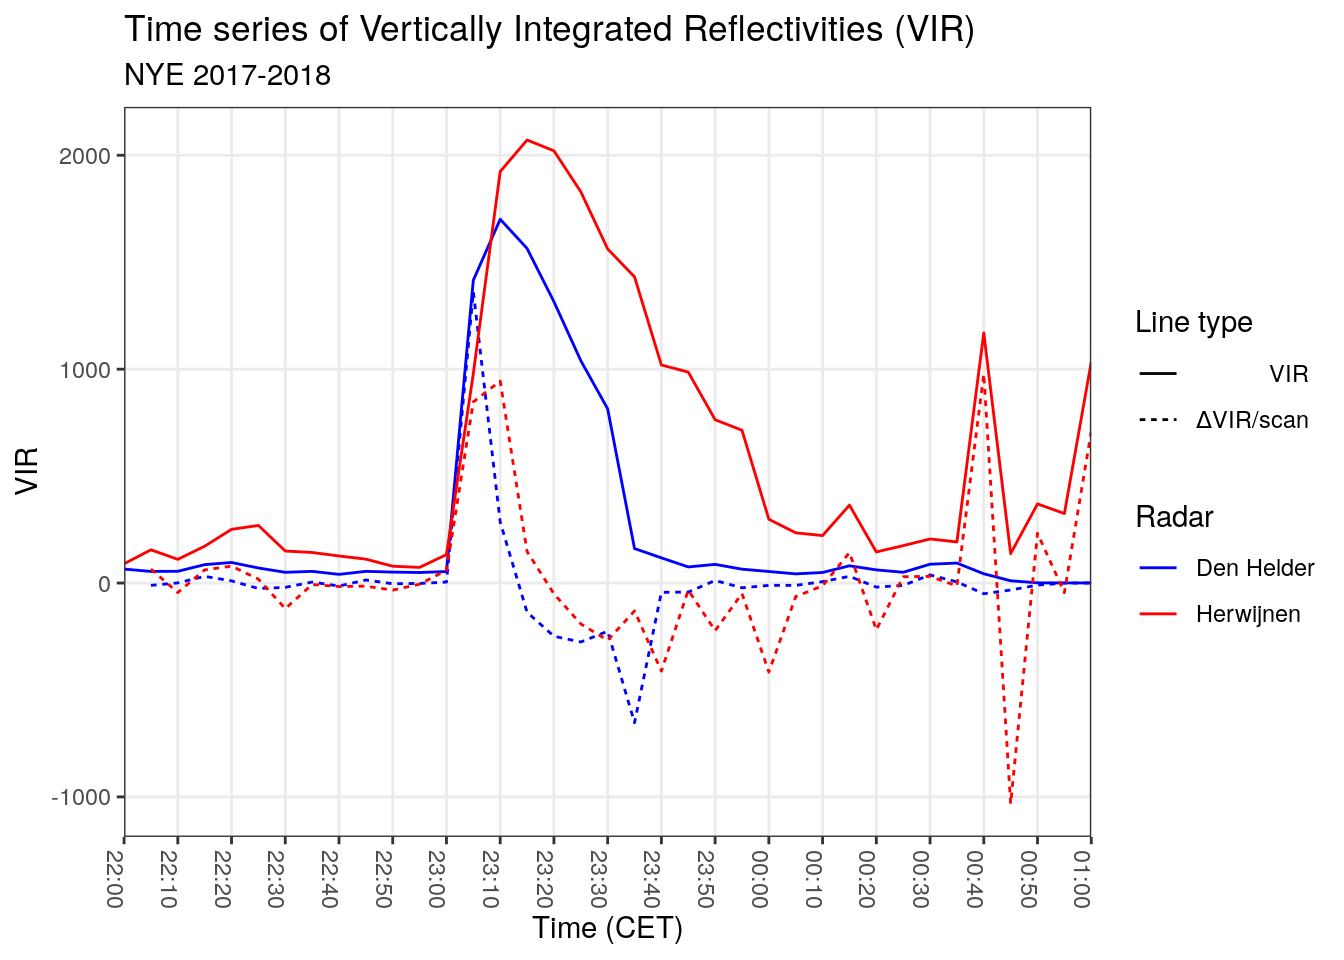 Time series of Vertically Integrated Reflectivities (VIR)
NYE 2017-2018
VIR
2000
1000
0
-1000
22:00
22:10
22:20
22:30
22:40
22:50
23:00
23:10
23:20
23:30
23:40
23:50
00:00
00:10
00:20
00:30
00:40
00:50
01:00
Time (CET)
Line type
VIR
ΔVIR/scan
Radar
Den Helder
Herwijnen